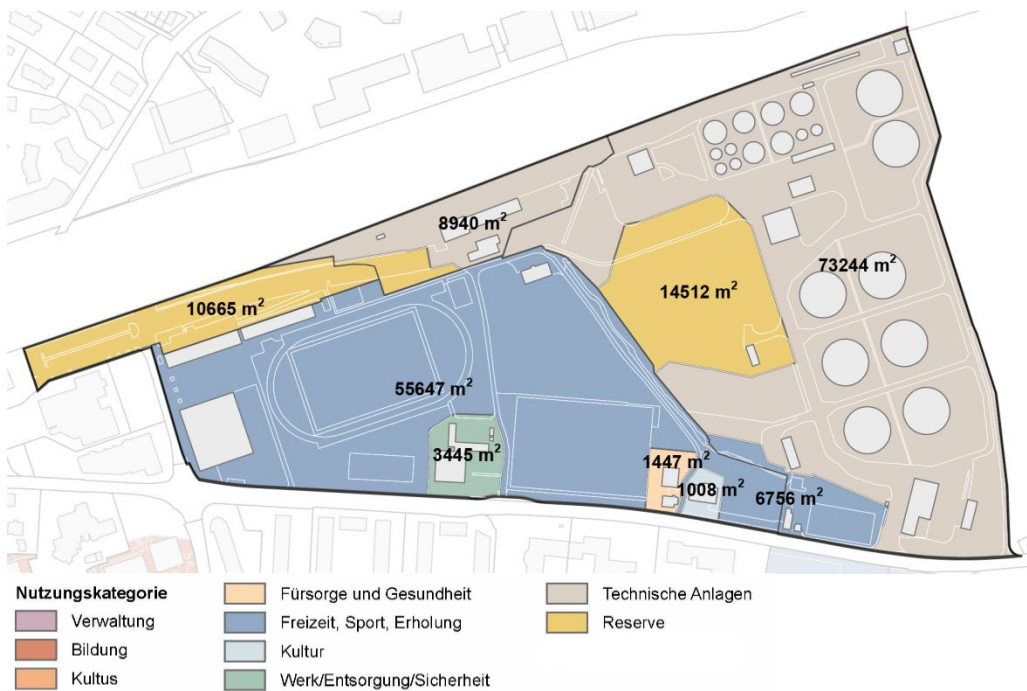 8940 m²
73244 m²
14512 m²
10665 m²
55647 m²
3445 m²
1447 m²
1008 m²
6756 m²
Nutzungskategorie
Verwaltung
Bildung
Kultus
Fürsorge und Gesundheit
Freizeit, Sport, Erholung
Kultur
Werk/Entsorgung/Sicherheit
Technische Anlagen
Reserve